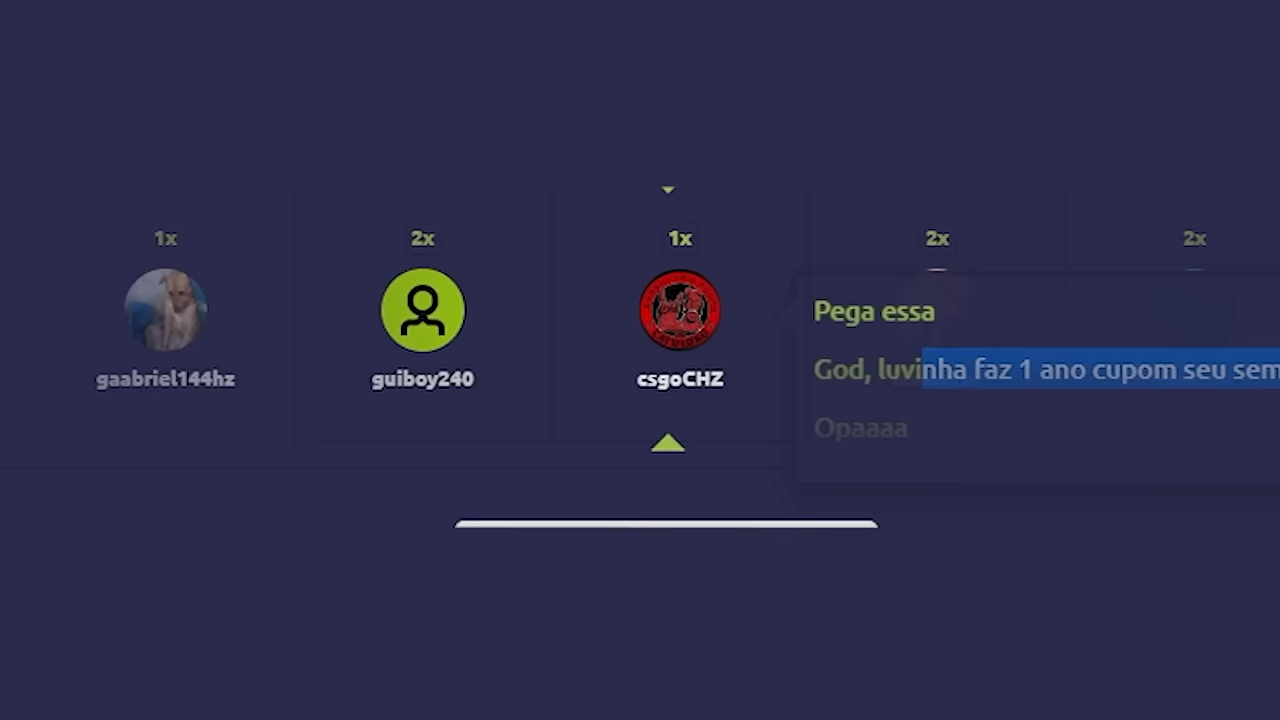 1x
2x
1x
2x
2x
gaabriel144hz
guiboy240
csgoCHZ
Pega essa
God, luvinha faz 1 ano cupom seu sem
Opaaaa